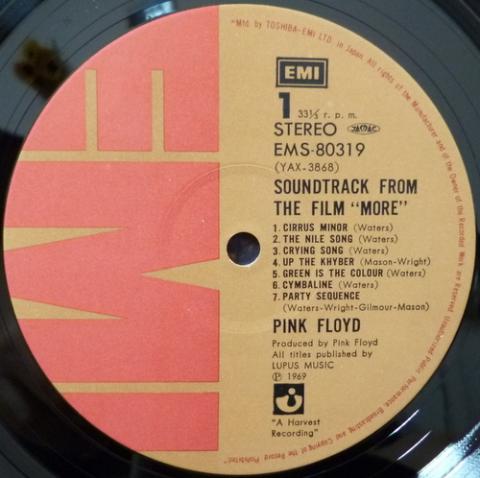 "Mfd. by TOSHIBA-EMI LTD. in Japan. All rights of the Manufacturer and of the Owner of the Recorded Work are Reserved. Unauthorized Public Performance, Broadcasting and Copying of the Record Prohibited."
EMI
EMI
1 33⅓ r. p. m.
STEREO JASRAC
EMS-80319
(YAX-3868)
SOUNDTRACK FROM
THE FILM "MORE"
1. CIRRUS MINOR (Waters)
2. THE NILE SONG (Waters)
3. CRYING SONG (Waters)
4. UP THE KHYBER (Mason-Wright)
5. GREEN IS THE COLOUR (Waters)
6. CYMBALINE (Waters)
7. PARTY SEQUENCE
(Waters-Wright-Gilmour-Mason)
PINK FLOYD
Produced by Pink Floyd
All titles published by
LUPUS MUSIC
Ⓟ 1969
"A Harvest
Recording"